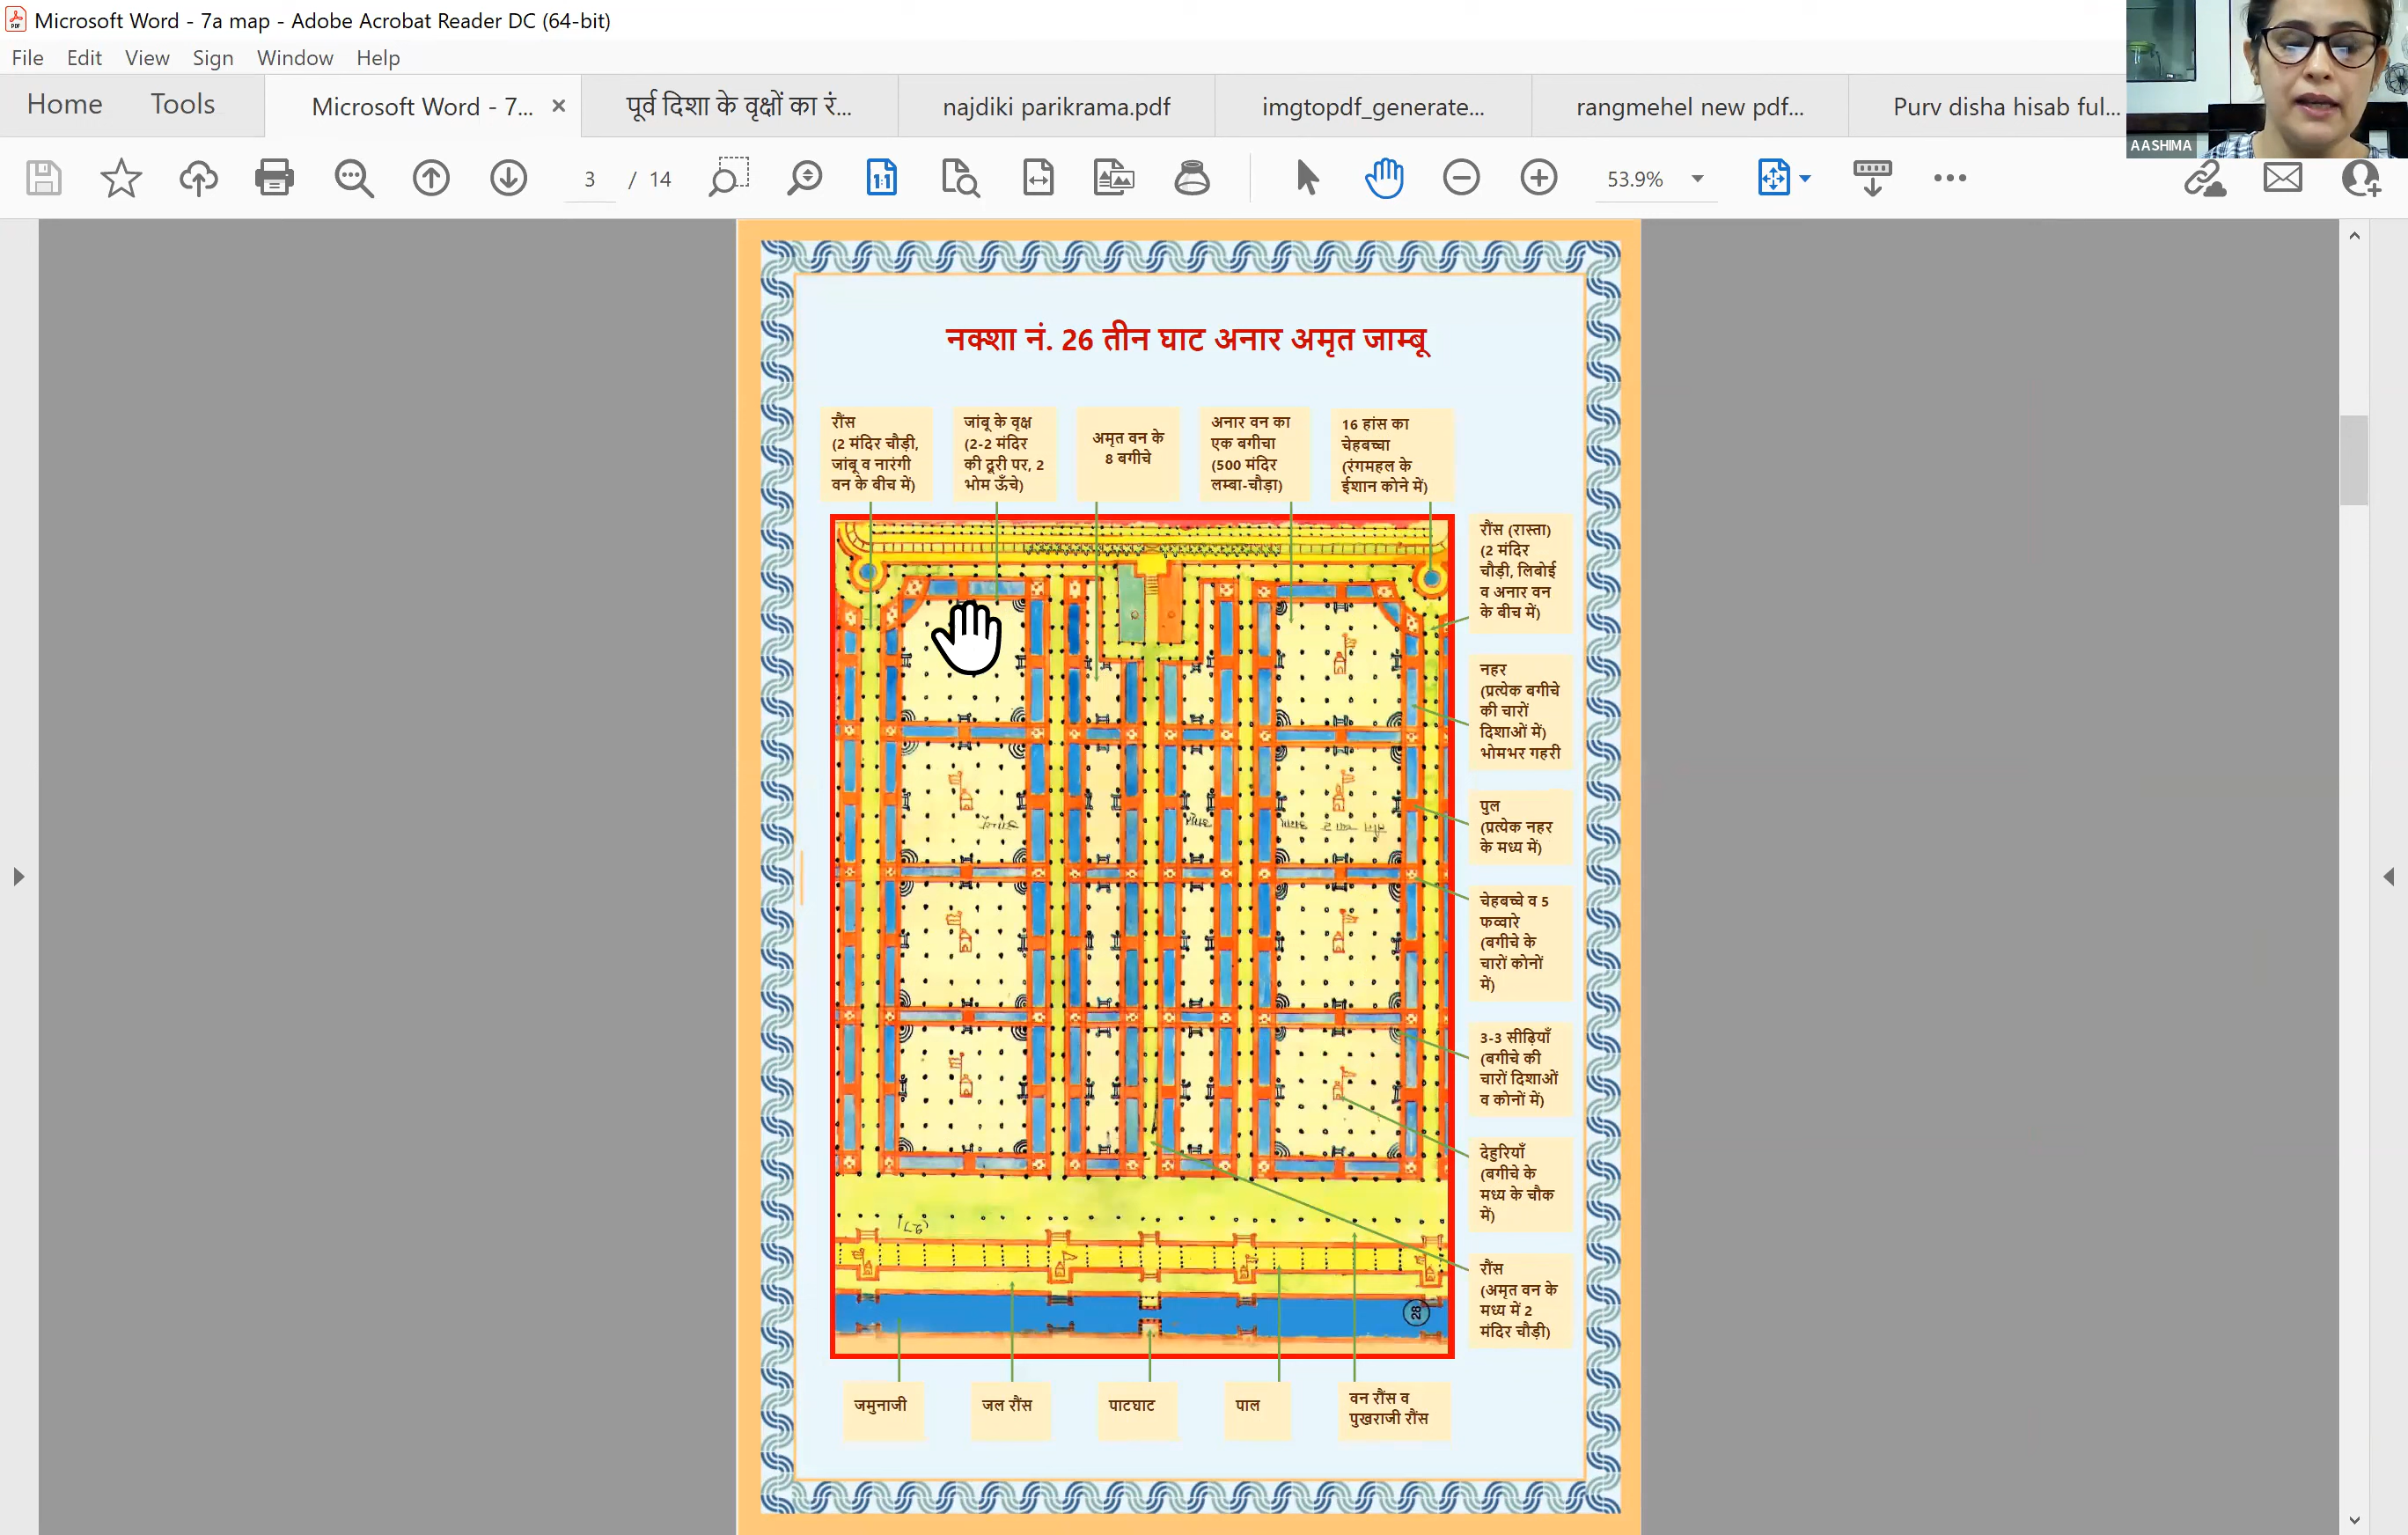 Microsoft Word - 7a map - Adobe Acrobat Reader DC (64-bit)
File Edit View Sign Window Help
Home Tools Microsoft Word - 7... × पूर्व दिशा के वृक्षों का रं... najdiki parikrama.pdf imgtopdf_generate... rangmehel new pdf... Purv disha hisab ful...
AASHIMA
3 / 14 1:1 53.9%
नक्शा नं. 26 तीन घाट अनार अमृत जाम्बू
रौंस
(2 मंदिर चौड़ी,
जांबू व नारंगी
वन के बीच में)
जांबू के वृक्ष
(2-2 मंदिर
की दूरी पर, 2
भोम ऊँचे)
अमृत वन के
8 बगीचे
अनार वन का
एक बगीचा
(500 मंदिर
लम्बा-चौड़ा)
16 हांस का
चेहबच्चा
(रंगमहल के
ईशान कोने में)
रौंस (रास्ता)
(2 मंदिर
चौड़ी, लिबोई
व अनार वन
के बीच में)
नहर
(प्रत्येक बगीचे
की चारों
दिशाओं में)
भोमभर गहरी
पुल
(प्रत्येक नहर
के मध्य में)
चेहबच्चे व 5
फव्वारे
(बगीचे के
चारों कोनों
में)
3-3 सीढ़ियाँ
(बगीचे की
चारों दिशाओं
व कोनों में)
देहुरियाँ
(बगीचे के
मध्य के चौक
में)
रौंस
(अमृत वन के
मध्य में 2
मंदिर चौड़ी)
28
जमुनाजी
जल रौंस
पाटघाट
पाल
वन रौंस व
पुखराजी रौंस